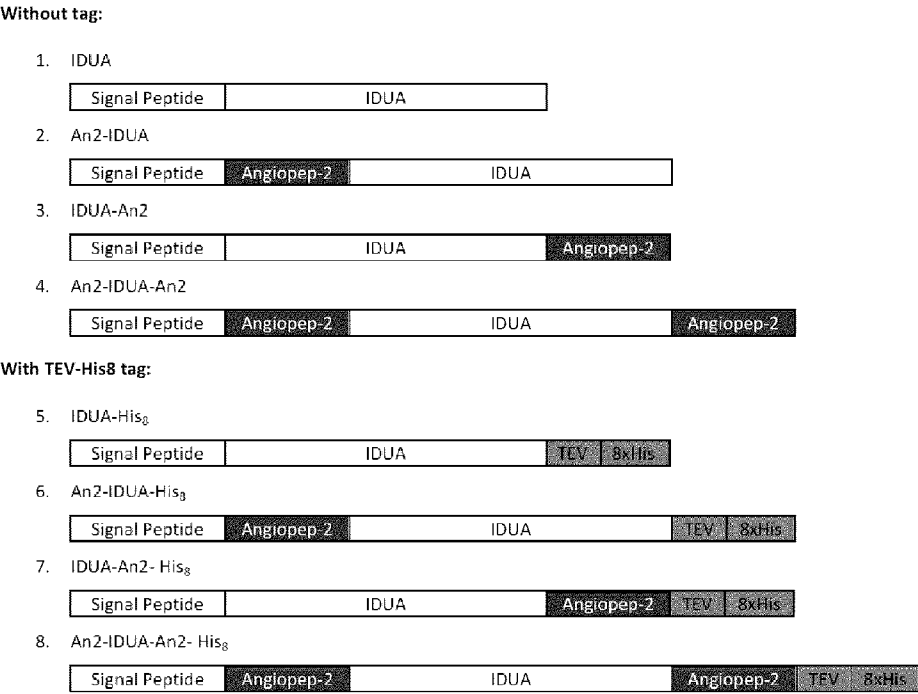 Without tag:
1. IDUA
Signal Peptide IDUA
2. An2-IDUA
Signal Peptide Angiopep-2 IDUA
3. IDUA-An2
Signal Peptide IDUA Angiopep-2
4. An2-IDUA-An2
Signal Peptide Angiopep-2 IDUA Angiopep-2
With TEV-His8 tag:
5. IDUA-His₈
Signal Peptide IDUA TEV 8xHis
6. An2-IDUA-His₈
Signal Peptide Angiopep-2 IDUA TEV 8xHis
7. IDUA-An2- His₈
Signal Peptide IDUA Angiopep-2 TEV 8xHis
8. An2-IDUA-An2- His₈
Signal Peptide Angiopep-2 IDUA Angiopep-2 TEV 8xHis